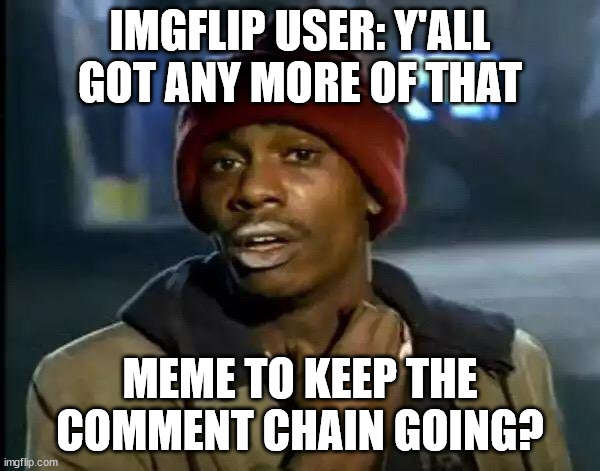 IMGFLIP USER: Y'ALL
GOT ANY MORE OF THAT
MEME TO KEEP THE
COMMENT CHAIN GOING?
imgflip.com